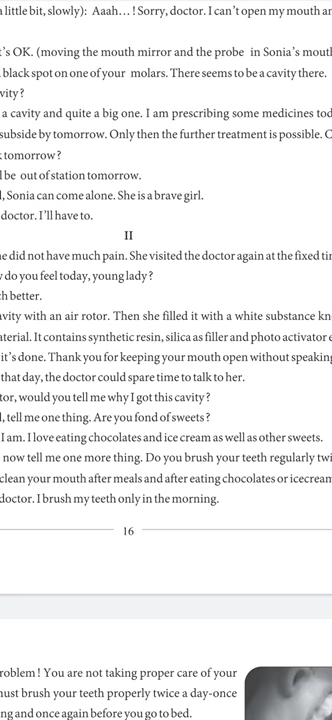 a little bit, slowly): Aaah...! Sorry, doctor. I can't open my mouth an
t's OK. (moving the mouth mirror and the probe in Sonia's mout
black spot on one of your molars. There seems to be a cavity there.
vity?
a cavity and quite a big one. I am prescribing some medicines tod
subside by tomorrow. Only then the further treatment is possible. C
k tomorrow?
l be out of station tomorrow.
l, Sonia can come alone. She is a brave girl.
doctor. I'll have to.
II
he did not have much pain. She visited the doctor again at the fixed tim
w do you feel today, young lady?
ch better.
avity with an air rotor. Then she filled it with a white substance kn
aterial. It contains synthetic resin, silica as filler and photo activator e
it's done. Thank you for keeping your mouth open without speaking
that day, the doctor could spare time to talk to her.
tor, would you tell me why I got this cavity?
l, tell me one thing. Are you fond of sweets?
I am. I love eating chocolates and ice cream as well as other sweets.
now tell me one more thing. Do you brush your teeth regularly twi
clean your mouth after meals and after eating chocolates or icecream
doctor. I brush my teeth only in the morning.
16
roblem! You are not taking proper care of your
must brush your teeth properly twice a day-once
ng and once again before you go to bed.